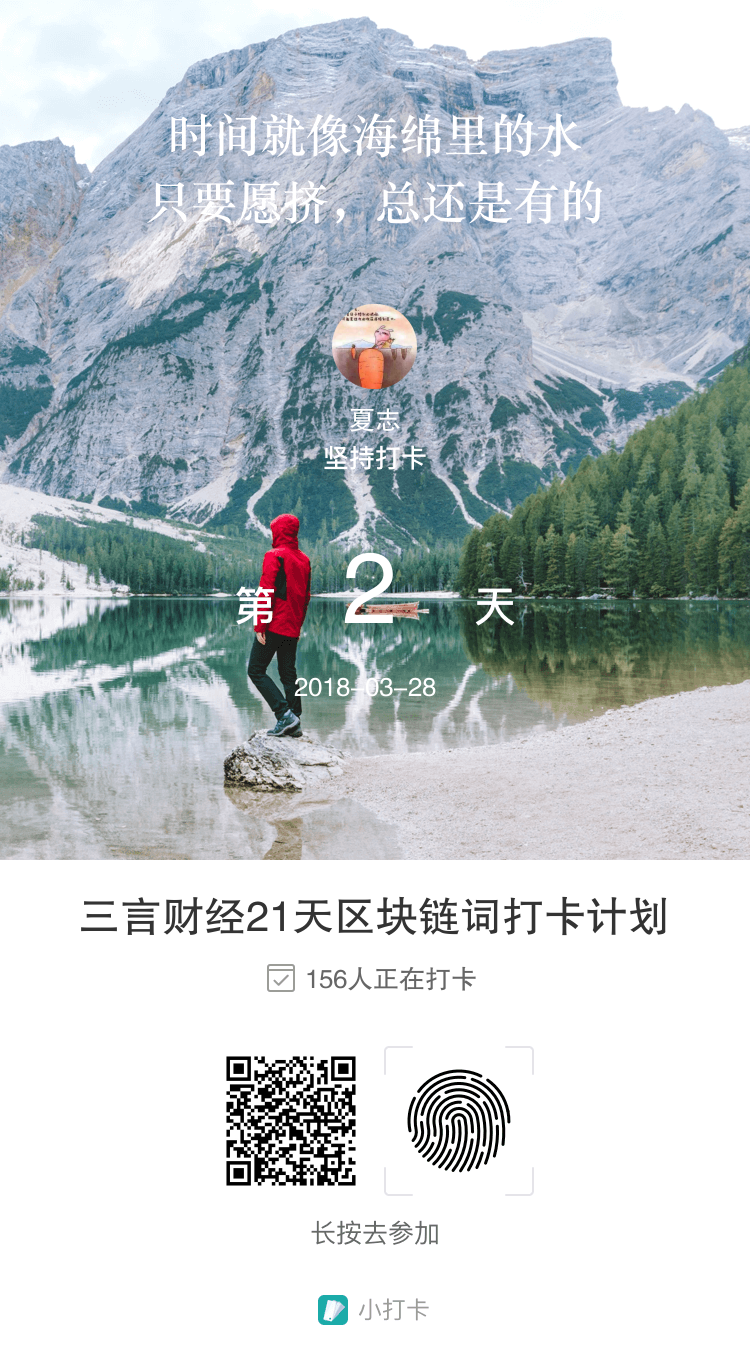 时间就像海绵里的水
只要愿挤，总还是有的
夏志
坚持打卡
第 2 天
2018-03-28
三言财经21天区块链词打卡计划
156人正在打卡
长按去参加
小打卡